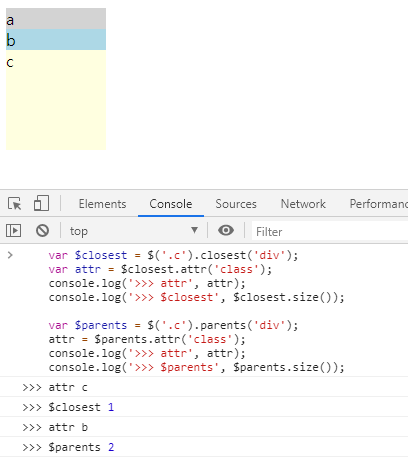 a
b
c
Elements Console Sources Network Performanc
top Filter
var $closest = $('.c').closest('div');
var attr = $closest.attr('class');
console.log('>>> attr', attr);
console.log('>>> $closest', $closest.size());
var $parents = $('.c').parents('div');
attr = $parents.attr('class');
console.log('>>> attr', attr);
console.log('>>> $parents', $parents.size());
>>> attr c
>>> $closest 1
>>> attr b
>>> $parents 2